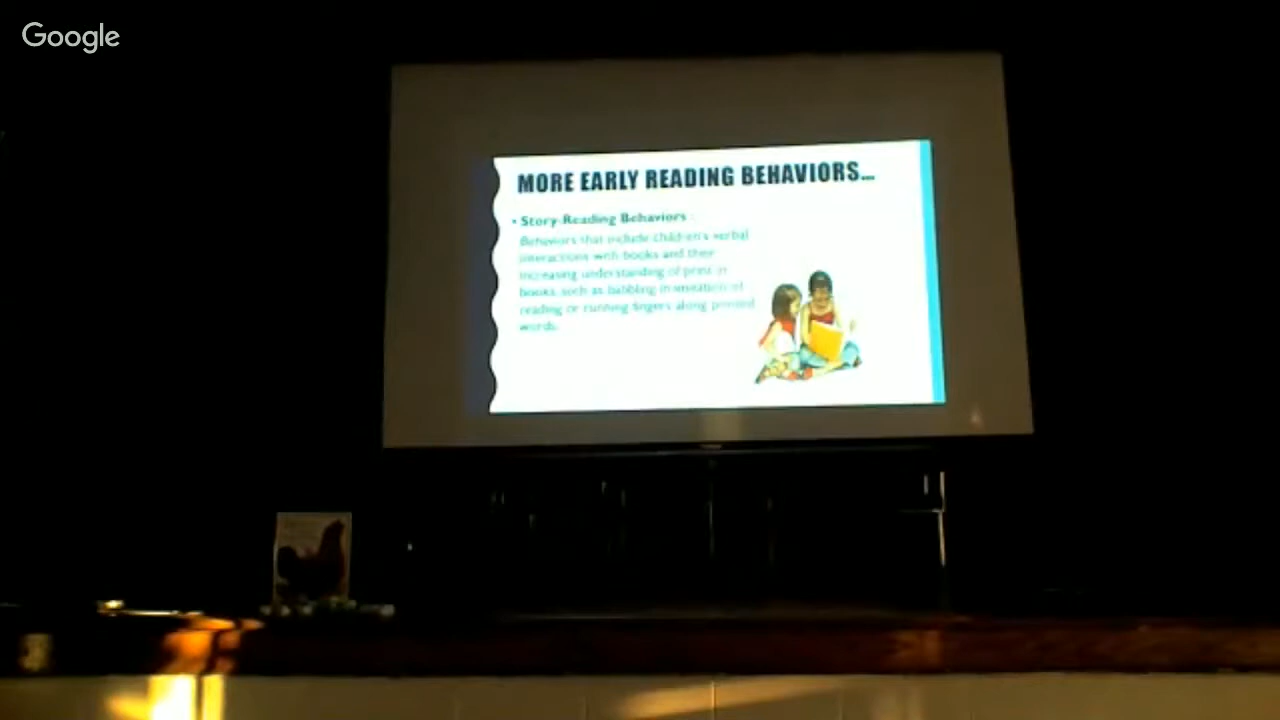 Google
MORE EARLY READING BEHAVIORS...
• Story-Reading Behaviors :
Behaviors that include children's verbal
interactions with books and their
increasing understanding of print in
books, such as babbling in imitation of
reading or running fingers along printed
words.